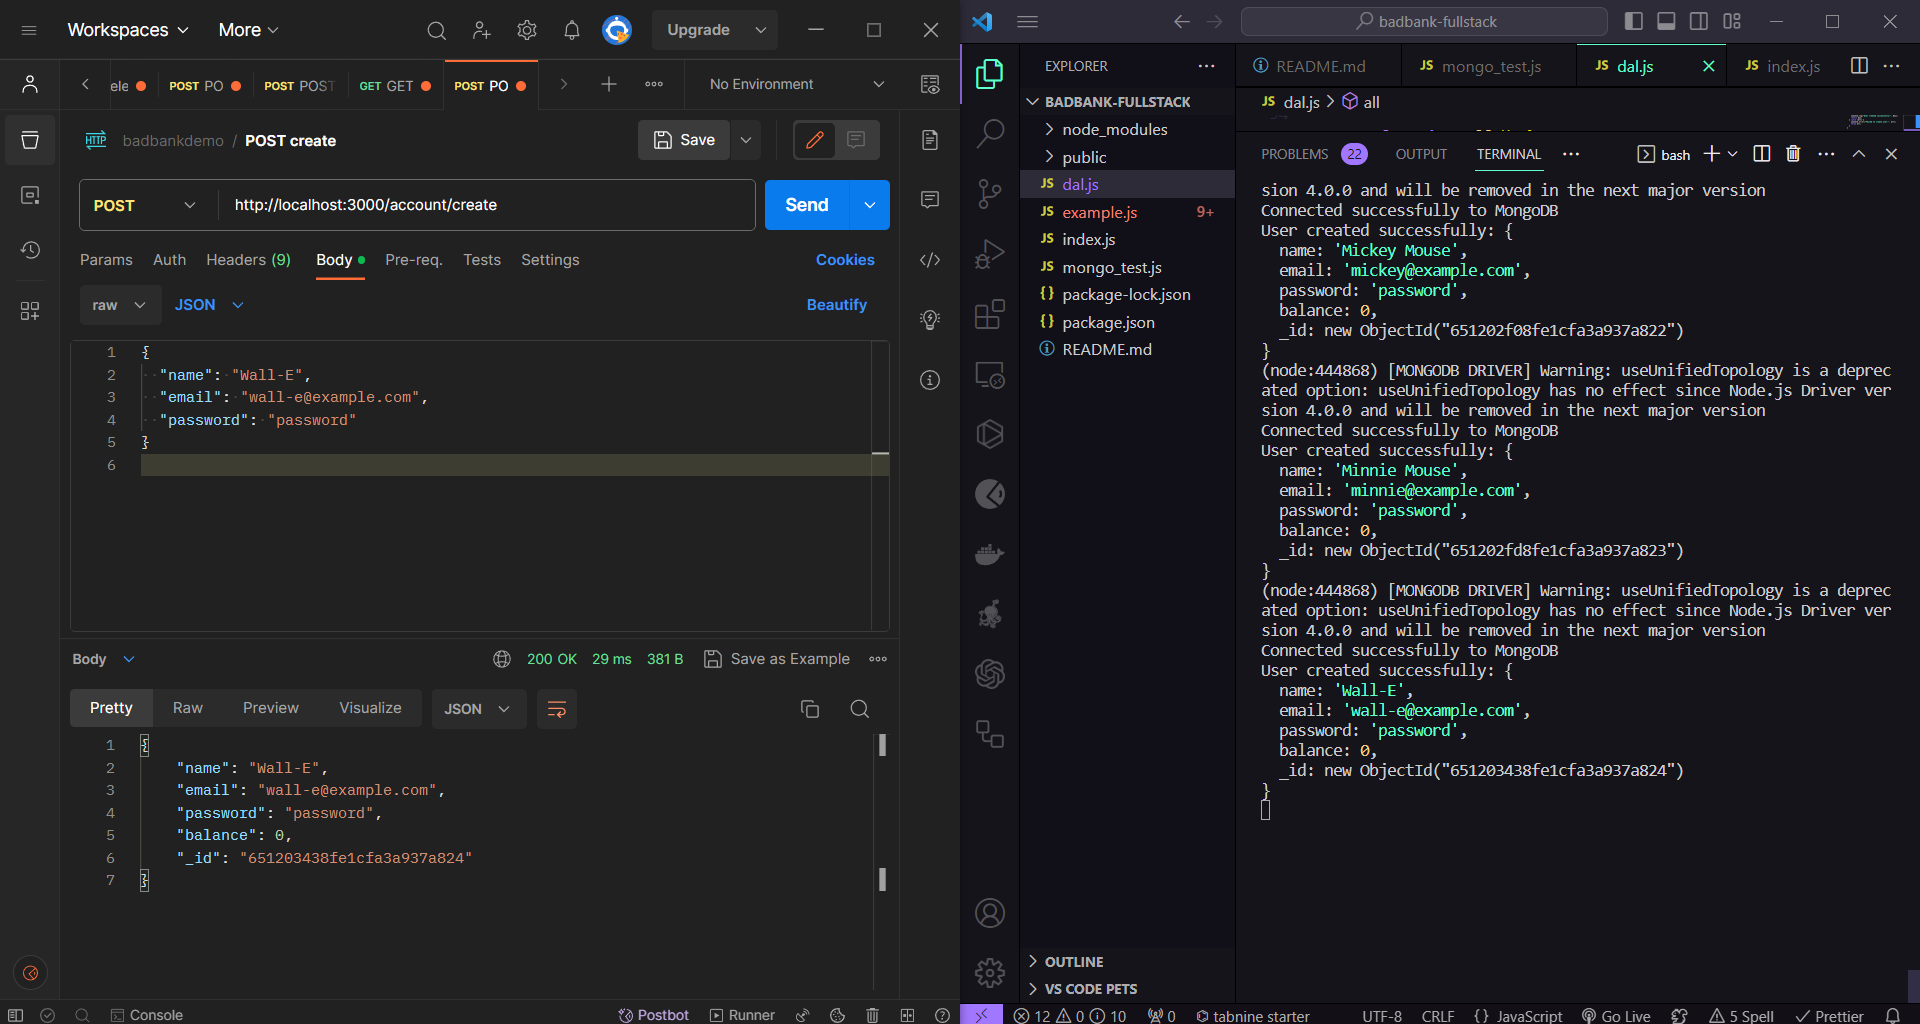 Workspaces
More
Upgrade
ele
POST PO
POST POST
GET GET
POST PO
No Environment
HTTP
badbankdemo / POST create
Save
POST
http://localhost:3000/account/create
Send
Params
Auth
Headers (9)
Body
Pre-req.
Tests
Settings
Cookies
raw
JSON
Beautify
1 {
2 "name": "Wall-E",
3 "email": "wall-e@example.com",
4 "password": "password"
5 }
6
Body
200 OK
29 ms
381 B
Save as Example
Pretty
Raw
Preview
Visualize
JSON
1 {
2 "name": "Wall-E",
3 "email": "wall-e@example.com",
4 "password": "password",
5 "balance": 0,
6 "_id": "651203438fe1cfa3a937a824"
7 }
Console
Postbot
Runner
badbank-fullstack
EXPLORER
BADBANK-FULLSTACK
node_modules
public
JS dal.js
JS example.js 9+
JS index.js
JS mongo_test.js
{} package-lock.json
{} package.json
README.md
OUTLINE
VS CODE PETS
README.md
JS mongo_test.js
JS dal.js
JS index.js
JS dal.js > all
PROBLEMS 22
OUTPUT
TERMINAL
bash
sion 4.0.0 and will be removed in the next major version
Connected successfully to MongoDB
User created successfully: {
name: 'Mickey Mouse',
email: 'mickey@example.com',
password: 'password',
balance: 0,
_id: new ObjectId("651202f08fe1cfa3a937a822")
}
(node:444868) [MONGODB DRIVER] Warning: useUnifiedTopology is a deprec
ated option: useUnifiedTopology has no effect since Node.js Driver ver
sion 4.0.0 and will be removed in the next major version
Connected successfully to MongoDB
User created successfully: {
name: 'Minnie Mouse',
email: 'minnie@example.com',
password: 'password',
balance: 0,
_id: new ObjectId("651202fd8fe1cfa3a937a823")
}
(node:444868) [MONGODB DRIVER] Warning: useUnifiedTopology is a deprec
ated option: useUnifiedTopology has no effect since Node.js Driver ver
sion 4.0.0 and will be removed in the next major version
Connected successfully to MongoDB
User created successfully: {
name: 'Wall-E',
email: 'wall-e@example.com',
password: 'password',
balance: 0,
_id: new ObjectId("651203438fe1cfa3a937a824")
}
12
0
10
0
tabnine starter
UTF-8
CRLF
{} JavaScript
Go Live
5 Spell
Prettier